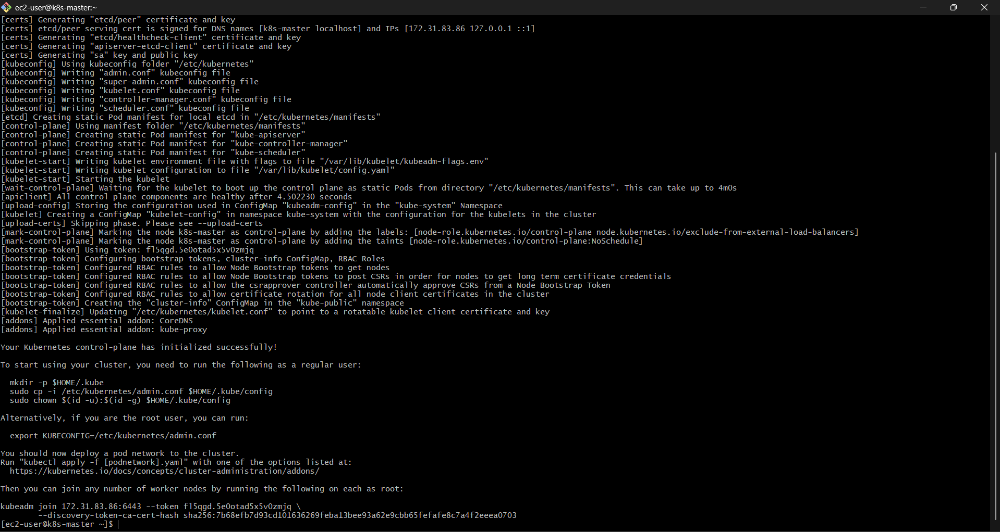 ec2-user@k8s-master:~
[certs] Generating "etcd/peer" certificate and key
[certs] etcd/peer serving cert is signed for DNS names [k8s-master localhost] and IPs [172.31.83.86 127.0.0.1 ::1]
[certs] Generating "etcd/healthcheck-client" certificate and key
[certs] Generating "apiserver-etcd-client" certificate and key
[certs] Generating "sa" key and public key
[kubeconfig] Using kubeconfig folder "/etc/kubernetes"
[kubeconfig] Writing "admin.conf" kubeconfig file
[kubeconfig] Writing "super-admin.conf" kubeconfig file
[kubeconfig] Writing "kubelet.conf" kubeconfig file
[kubeconfig] Writing "controller-manager.conf" kubeconfig file
[kubeconfig] Writing "scheduler.conf" kubeconfig file
[etcd] Creating static Pod manifest for local etcd in "/etc/kubernetes/manifests"
[control-plane] Using manifest folder "/etc/kubernetes/manifests"
[control-plane] Creating static Pod manifest for "kube-apiserver"
[control-plane] Creating static Pod manifest for "kube-controller-manager"
[control-plane] Creating static Pod manifest for "kube-scheduler"
[kubelet-start] Writing kubelet environment file with flags to file "/var/lib/kubelet/kubeadm-flags.env"
[kubelet-start] Writing kubelet configuration to file "/var/lib/kubelet/config.yaml"
[kubelet-start] Starting the kubelet
[wait-control-plane] Waiting for the kubelet to boot up the control plane as static Pods from directory "/etc/kubernetes/manifests". This can take up to 4m0s
[apiclient] All control plane components are healthy after 4.502230 seconds
[upload-config] Storing the configuration used in ConfigMap "kubeadm-config" in the "kube-system" Namespace
[kubelet] Creating a ConfigMap "kubelet-config" in namespace kube-system with the configuration for the kubelets in the cluster
[upload-certs] Skipping phase. Please see --upload-certs
[mark-control-plane] Marking the node k8s-master as control-plane by adding the labels: [node-role.kubernetes.io/control-plane node.kubernetes.io/exclude-from-external-load-balancers]
[mark-control-plane] Marking the node k8s-master as control-plane by adding the taints [node-role.kubernetes.io/control-plane:NoSchedule]
[bootstrap-token] Using token: fl5qgd.5e0otad5x5v0zmjq
[bootstrap-token] Configuring bootstrap tokens, cluster-info ConfigMap, RBAC Roles
[bootstrap-token] Configured RBAC rules to allow Node Bootstrap tokens to get nodes
[bootstrap-token] Configured RBAC rules to allow Node Bootstrap tokens to post CSRs in order for nodes to get long term certificate credentials
[bootstrap-token] Configured RBAC rules to allow the csrapprover controller automatically approve CSRs from a Node Bootstrap Token
[bootstrap-token] Configured RBAC rules to allow certificate rotation for all node client certificates in the cluster
[bootstrap-token] Creating the "cluster-info" ConfigMap in the "kube-public" namespace
[kubelet-finalize] Updating "/etc/kubernetes/kubelet.conf" to point to a rotatable kubelet client certificate and key
[addons] Applied essential addon: CoreDNS
[addons] Applied essential addon: kube-proxy
Your Kubernetes control-plane has initialized successfully!
To start using your cluster, you need to run the following as a regular user:
mkdir -p $HOME/.kube
sudo cp -i /etc/kubernetes/admin.conf $HOME/.kube/config
sudo chown $(id -u):$(id -g) $HOME/.kube/config
Alternatively, if you are the root user, you can run:
export KUBECONFIG=/etc/kubernetes/admin.conf
You should now deploy a pod network to the cluster.
Run "kubectl apply -f [podnetwork].yaml" with one of the options listed at:
https://kubernetes.io/docs/concepts/cluster-administration/addons/
Then you can join any number of worker nodes by running the following on each as root:
kubeadm join 172.31.83.86:6443 --token fl5qgd.5e0otad5x5v0zmjq \
--discovery-token-ca-cert-hash sha256:7b68efb7d93cd101636269feba13bee93a62e9cbb65fefafe8c7a4f2eeea0703
[ec2-user@k8s-master ~]$